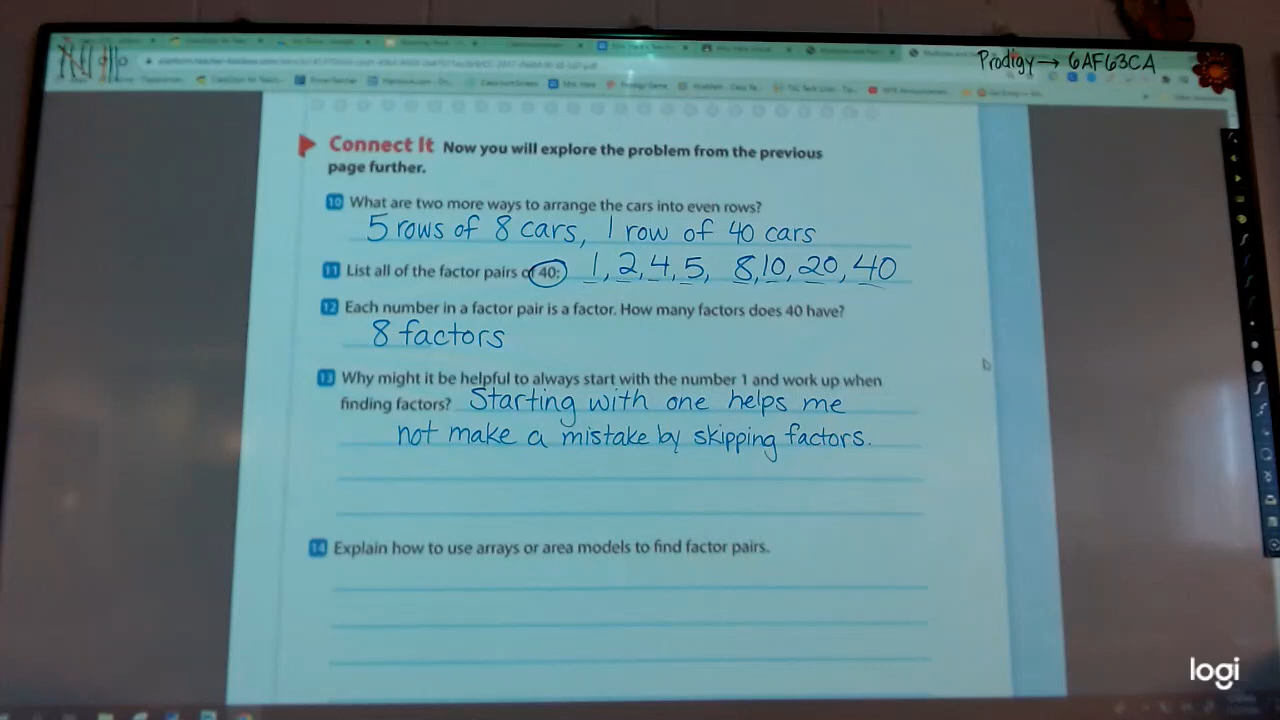 Prodigy → 6AF63CA
Connect It Now you will explore the problem from the previous
page further.
10 What are two more ways to arrange the cars into even rows?
5 rows of 8 cars, 1 row of 40 cars
11 List all of the factor pairs of 40: 1, 2, 4, 5, 8, 10, 20, 40
12 Each number in a factor pair is a factor. How many factors does 40 have?
8 factors
13 Why might it be helpful to always start with the number 1 and work up when
finding factors? Starting with one helps me
not make a mistake by skipping factors.
14 Explain how to use arrays or area models to find factor pairs.
logi